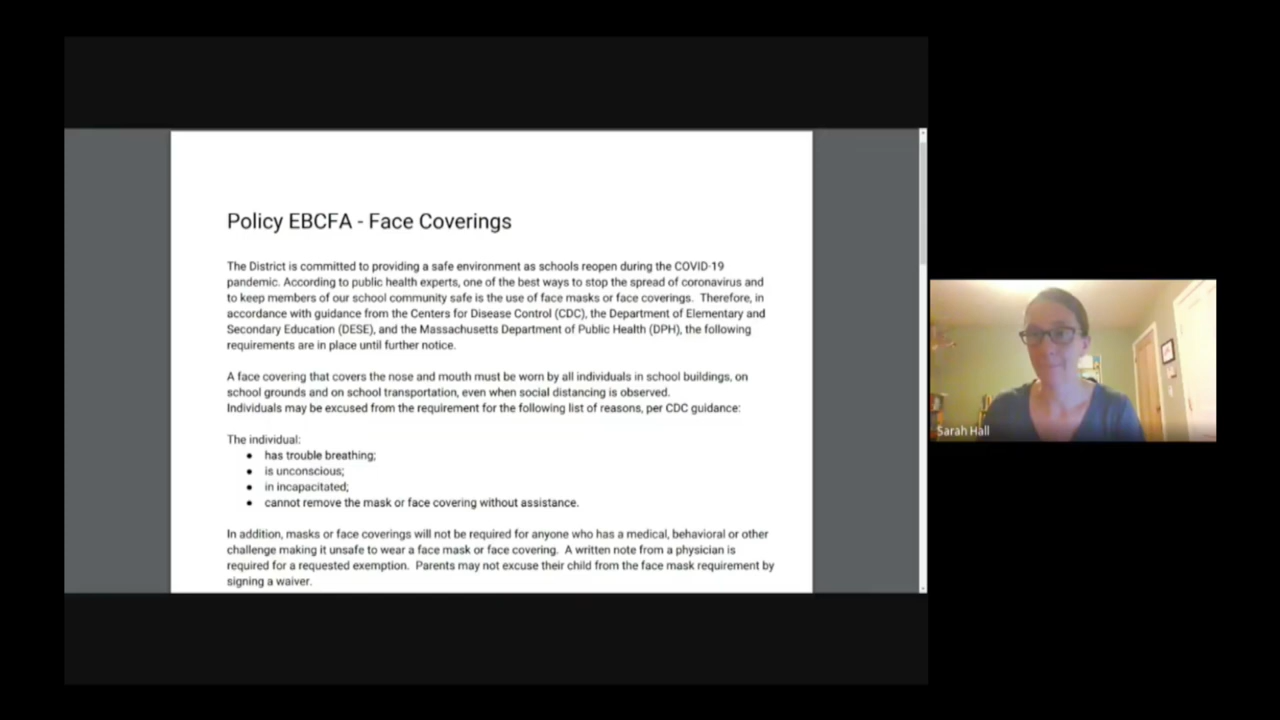 Policy EBCFA - Face Coverings
The District is committed to providing a safe environment as schools reopen during the COVID-19
pandemic. According to public health experts, one of the best ways to stop the spread of coronavirus and
to keep members of our school community safe is the use of face masks or face coverings.  Therefore, in
accordance with guidance from the Centers for Disease Control (CDC), the Department of Elementary and
Secondary Education (DESE), and the Massachusetts Department of Public Health (DPH), the following
requirements are in place until further notice.
A face covering that covers the nose and mouth must be worn by all individuals in school buildings, on
school grounds and on school transportation, even when social distancing is observed.
Individuals may be excused from the requirement for the following list of reasons, per CDC guidance:
The individual:
• has trouble breathing;
• is unconscious;
• in incapacitated;
• cannot remove the mask or face covering without assistance.
In addition, masks or face coverings will not be required for anyone who has a medical, behavioral or other
challenge making it unsafe to wear a face mask or face covering.  A written note from a physician is
required for a requested exemption.  Parents may not excuse their child from the face mask requirement by
signing a waiver.
Sarah Hall